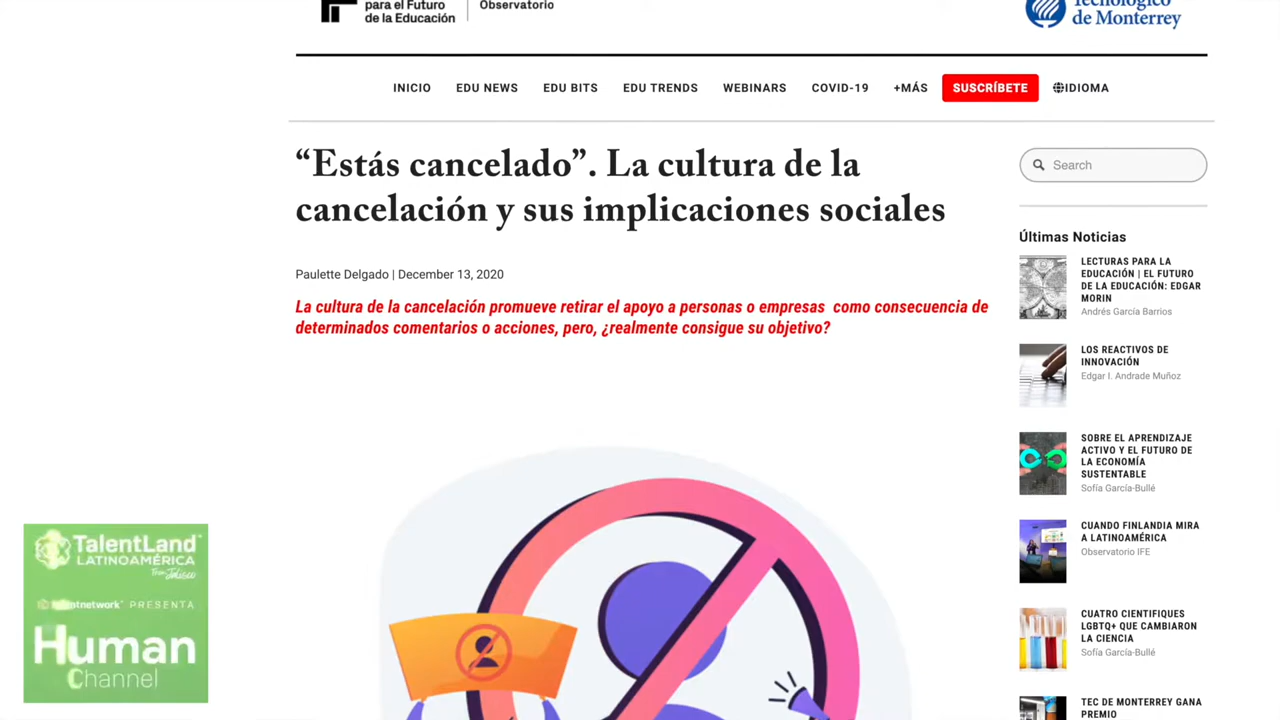 para el Futuro
de la Educación
Observatorio
Tecnológico
de Monterrey
INICIO EDU NEWS EDU BITS EDU TRENDS WEBINARS COVID-19 +MÁS SUSCRÍBETE IDIOMA
“Estás cancelado”. La cultura de la
cancelación y sus implicaciones sociales
Paulette Delgado | December 13, 2020
La cultura de la cancelación promueve retirar el apoyo a personas o empresas como consecuencia de
determinados comentarios o acciones, pero, ¿realmente consigue su objetivo?
Search
Últimas Noticias
LECTURAS PARA LA
EDUCACIÓN | EL FUTURO
DE LA EDUCACIÓN: EDGAR
MORIN
Andrés García Barrios
LOS REACTIVOS DE
INNOVACIÓN
Edgar I. Andrade Muñoz
SOBRE EL APRENDIZAJE
ACTIVO Y EL FUTURO DE
LA ECONOMÍA
SUSTENTABLE
Sofía García-Bullé
CUANDO FINLANDIA MIRA
A LATINOAMÉRICA
Observatorio IFE
CUATRO CIENTIFIQUES
LGBTQ+ QUE CAMBIARON
LA CIENCIA
Sofía García-Bullé
TEC DE MONTERREY GANA
PREMIO
TalentLand
LATINOAMÉRICA
from Jalisco
PRESENTA
Human
Channel